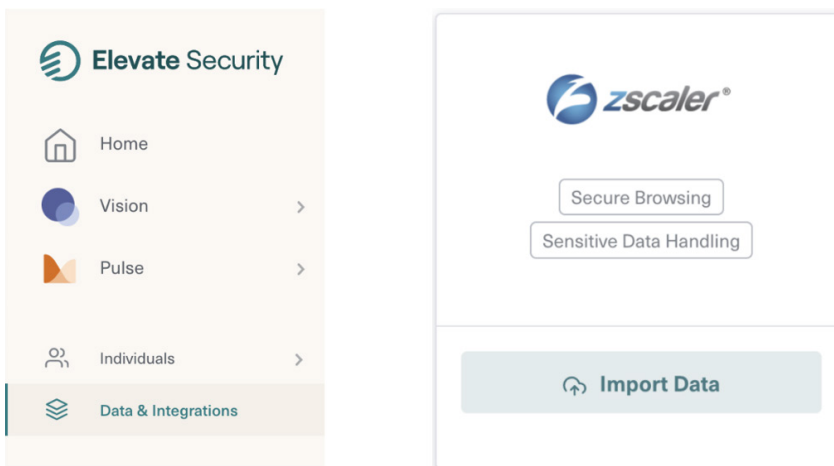 Elevate Security
Home
Vision
Pulse
Individuals
Data & Integrations
zscaler®
Secure Browsing
Sensitive Data Handling
Import Data